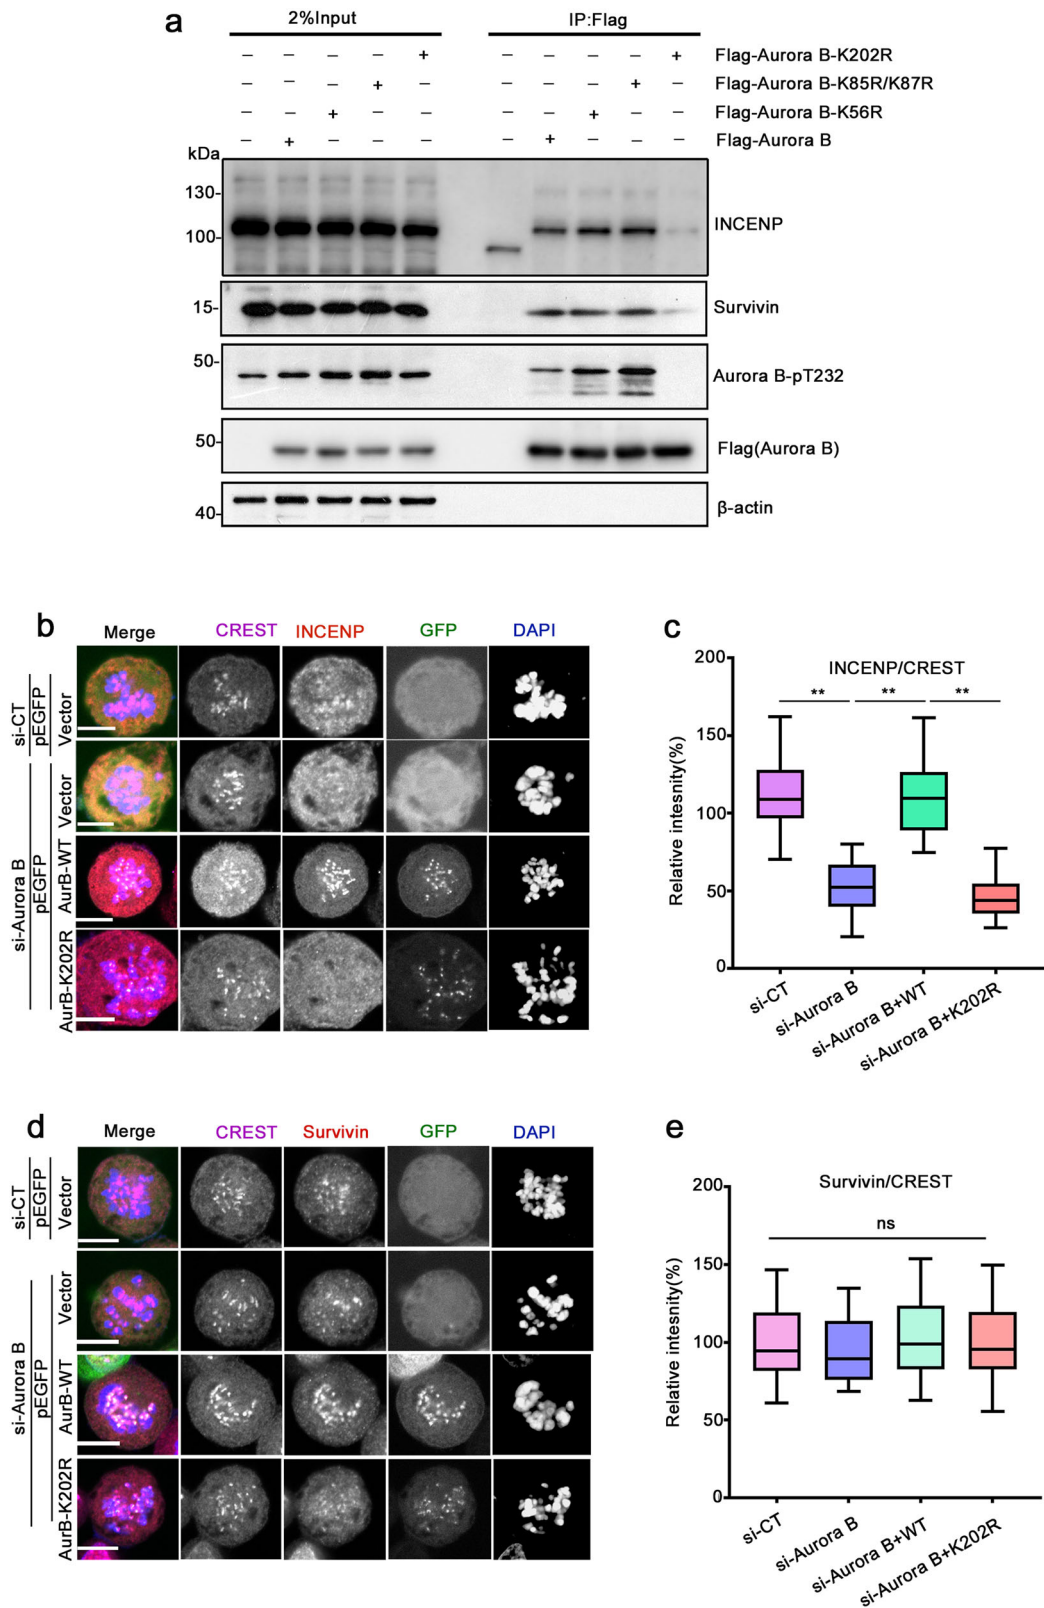 a
2%Input
IP:Flag
– – – – + – – – – + Flag-Aurora B-K202R
– – – + – – – – + – Flag-Aurora B-K85R/K87R
– – + – – – – + – – Flag-Aurora B-K56R
– + – – – – + – – – Flag-Aurora B
kDa
130-
100-
INCENP
15-
Survivin
50-
Aurora B-pT232
50-
Flag(Aurora B)
40-
β-actin
b
Merge CREST INCENP GFP DAPI
si-CT
pEGFP
Vector
si-Aurora B
pEGFP
Vector
AurB-WT
AurB-K202R
c
INCENP/CREST
** ** **
Relative intesnity(%)
200
150
100
50
0
si-CT
si-Aurora B
si-Aurora B+WT
si-Aurora B+K202R
d
Merge CREST Survivin GFP DAPI
si-CT
pEGFP
Vector
si-Aurora B
pEGFP
Vector
AurB-WT
AurB-K202R
e
Survivin/CREST
ns
Relative intesnity(%)
200
150
100
50
0
si-CT
si-Aurora B
si-Aurora B+WT
si-Aurora B+K202R